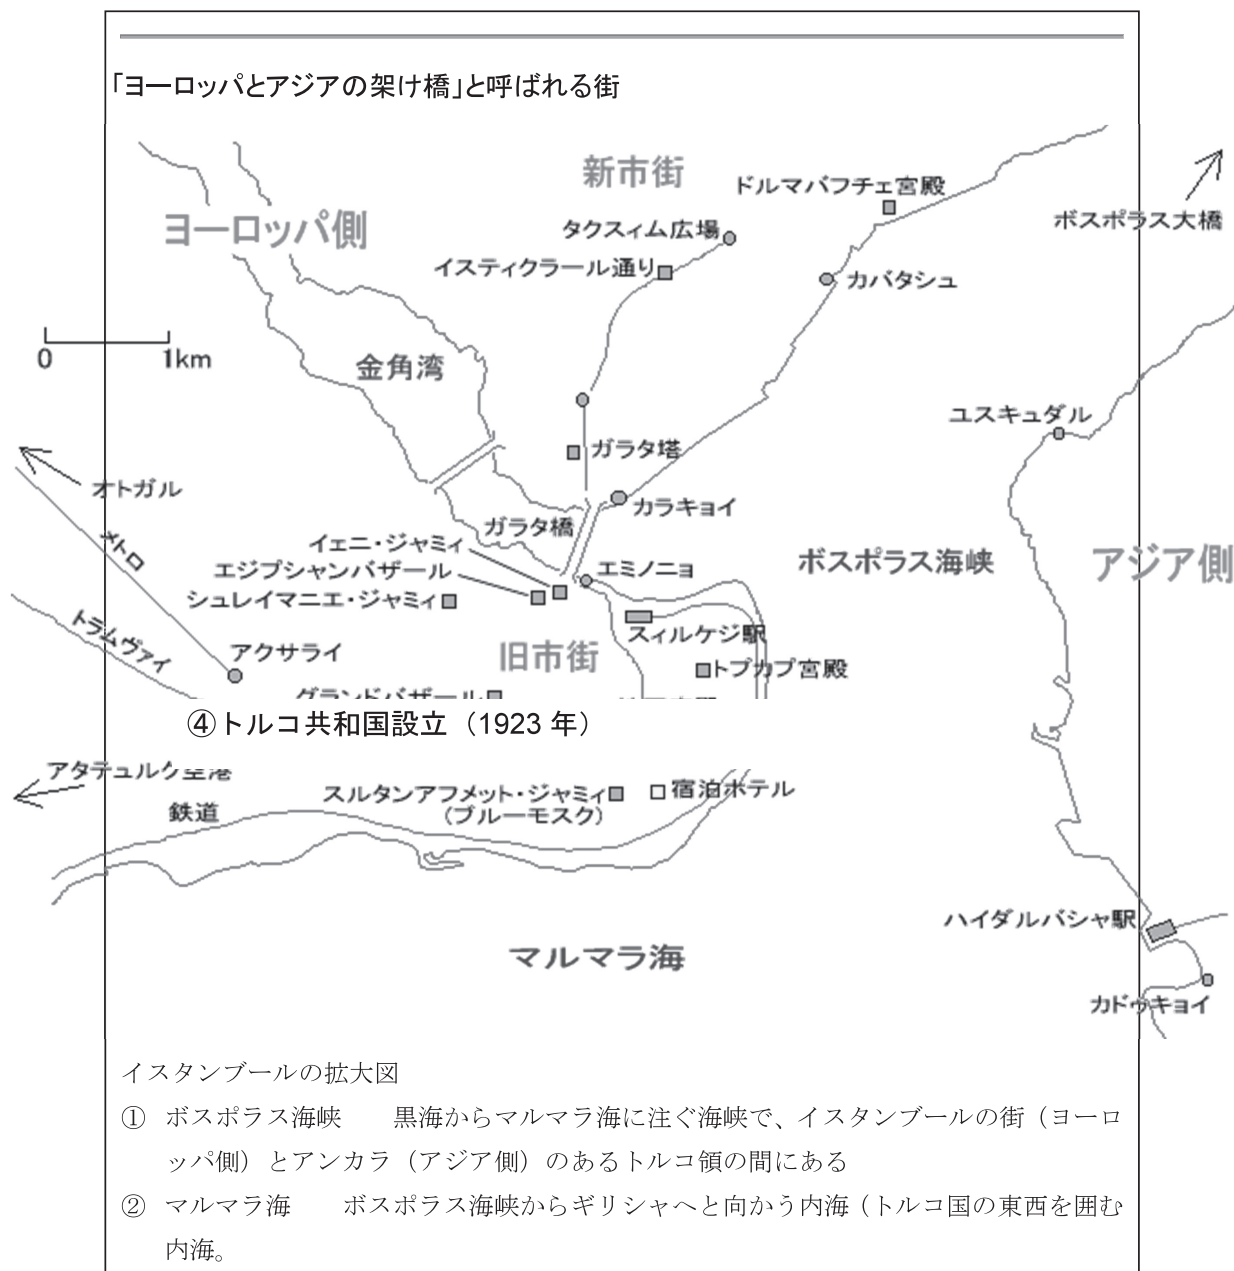 「ヨーロッパとアジアの架け橋」と呼ばれる街
新市街
ドルマバフチェ宮殿
ヨーロッパ側
タクスィム広場
ボスポラス大橋
イスティクラール通り
カバタシュ
0 1km
金角湾
ユスキュダル
ガラタ塔
オトガル
カラキョイ
ガラタ橋
メトロ
イェニ・ジャミィ
ボスポラス海峡
アジア側
エジプシャンバザール
エミノニョ
シュレイマニエ・ジャミィ
トラムヴァイ
スィルケジ駅
アクサライ
旧市街
トプカプ宮殿
グランドバザール
④トルコ共和国設立（1923 年）
アタテュルク空港
スルタンアフメット・ジャミィ
(ブルーモスク)
宿泊ホテル
鉄道
ハイダルパシャ駅
マルマラ海
カドゥキョイ
イスタンブールの拡大図
① ボスポラス海峡　　黒海からマルマラ海に注ぐ海峡で、イスタンブールの街（ヨーロ
ッパ側）とアンカラ（アジア側）のあるトルコ領の間にある
② マルマラ海　　ボスポラス海峡からギリシャへと向かう内海（トルコ国の東西を囲む
内海。